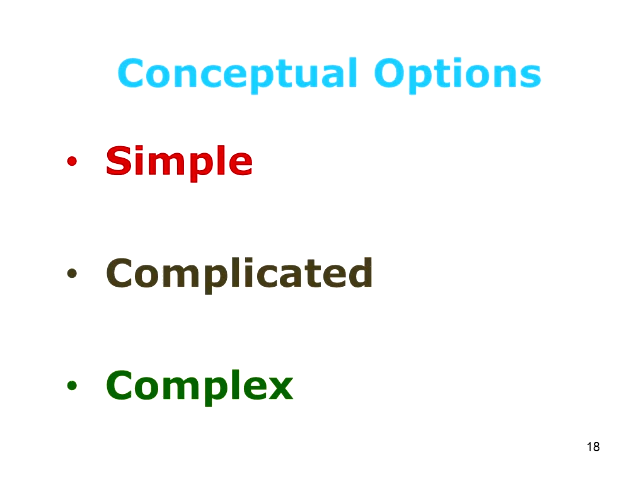 Conceptual Options
• Simple
• Complicated
• Complex
18